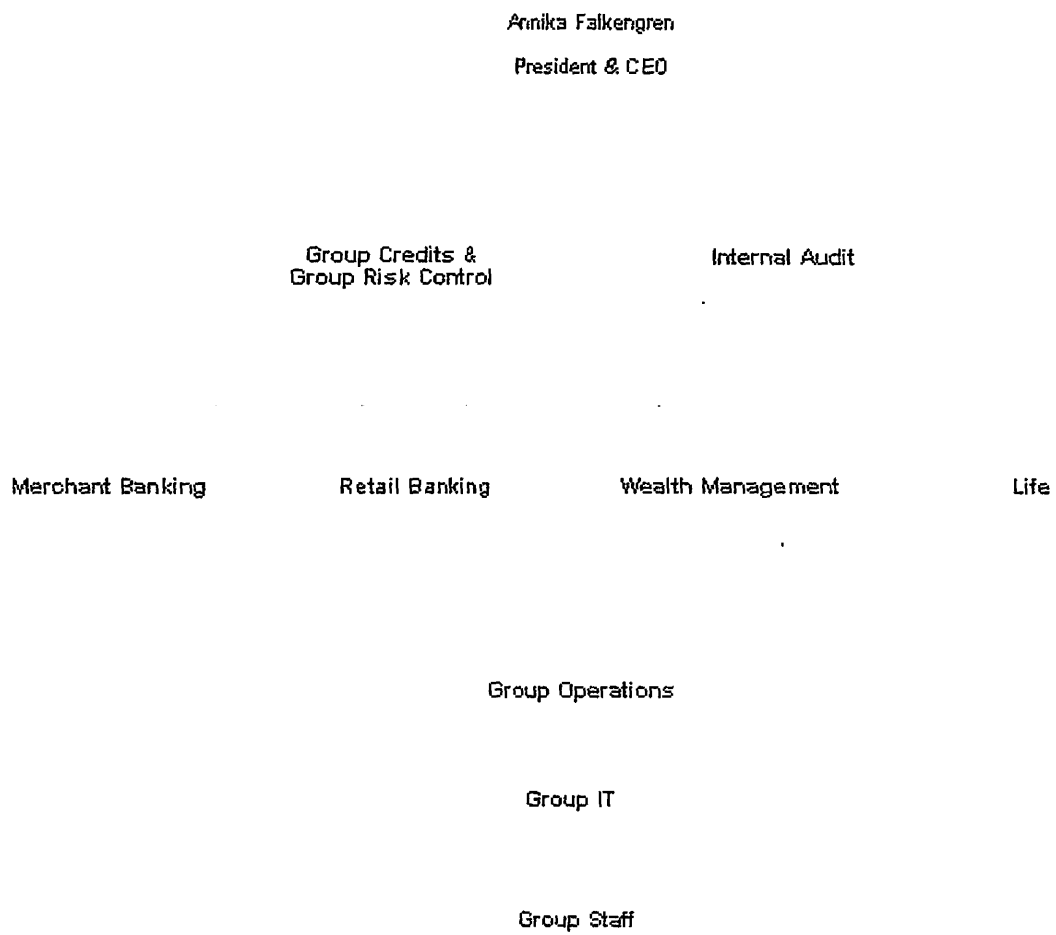 Annika Falkengren
President & CEO
Group Credits &
Group Risk Control
Internal Audit
Merchant Banking
Retail Banking
Wealth Management
Life
Group Operations
Group IT
Group Staff